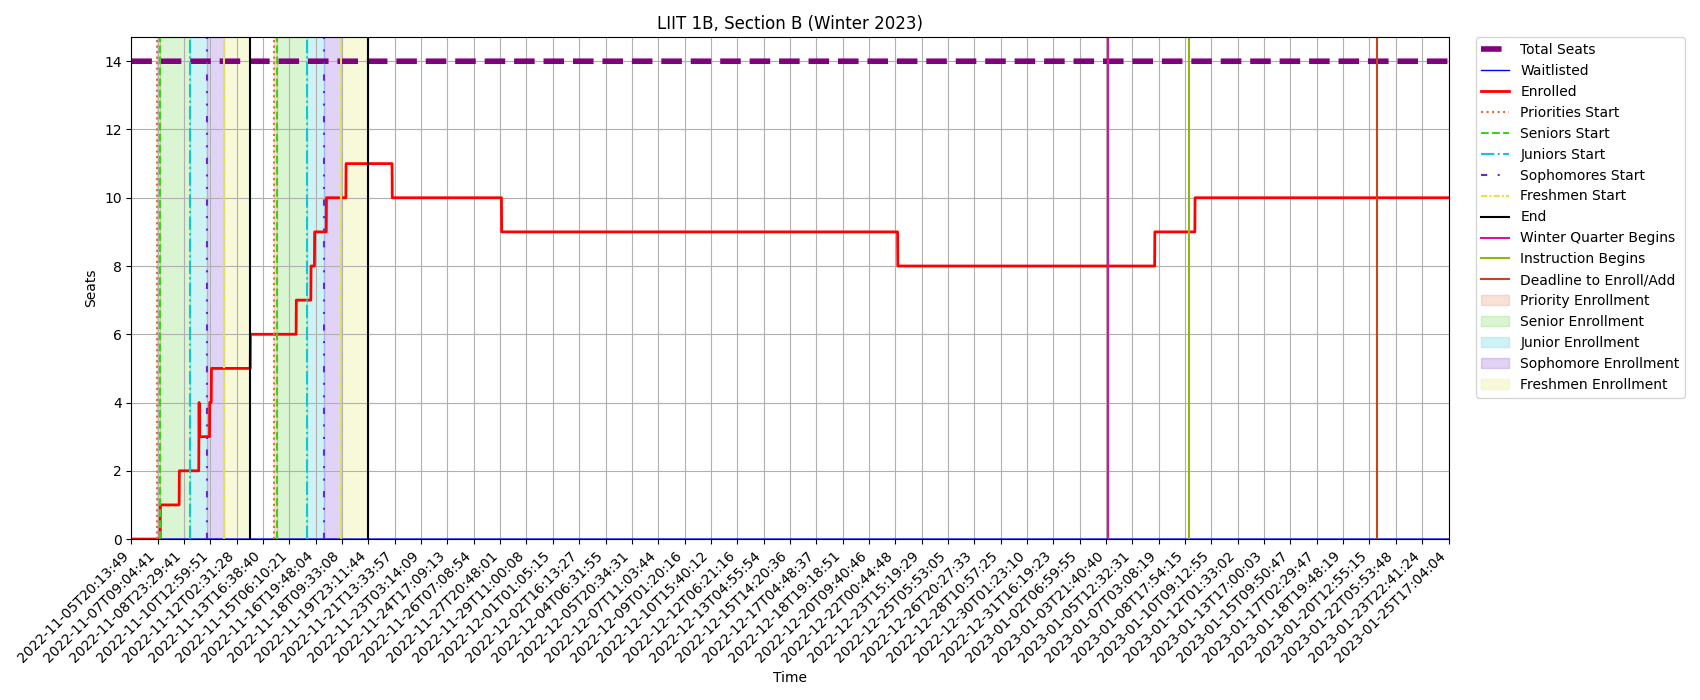 LIIT 1B, Section B (Winter 2023)
Seats
14
12
10
8
6
4
2
0
2022-11-05T20:13:49
2022-11-07T09:04:41
2022-11-08T23:29:41
2022-11-10T12:59:51
2022-11-12T02:31:28
2022-11-13T16:38:40
2022-11-15T06:10:21
2022-11-16T19:48:04
2022-11-18T09:33:08
2022-11-19T23:11:44
2022-11-21T13:33:57
2022-11-23T03:14:09
2022-11-24T17:09:13
2022-11-26T07:08:54
2022-11-27T20:48:01
2022-11-29T11:00:08
2022-12-01T01:05:15
2022-12-02T16:13:27
2022-12-04T06:31:55
2022-12-05T20:34:31
2022-12-07T11:03:44
2022-12-09T01:20:16
2022-12-10T15:40:12
2022-12-12T06:21:16
2022-12-13T04:55:54
2022-12-15T14:20:36
2022-12-17T04:48:37
2022-12-18T19:18:51
2022-12-20T09:40:46
2022-12-22T00:44:48
2022-12-23T15:19:29
2022-12-25T05:53:05
2022-12-26T20:27:33
2022-12-28T10:57:25
2022-12-30T01:23:10
2022-12-31T16:19:23
2023-01-02T06:59:55
2023-01-03T21:40:40
2023-01-05T12:32:31
2023-01-07T03:08:19
2023-01-08T17:54:15
2023-01-10T09:12:55
2023-01-12T01:33:02
2023-01-13T17:00:03
2023-01-15T09:50:47
2023-01-17T02:29:47
2023-01-18T19:48:19
2023-01-20T12:55:15
2023-01-22T05:53:48
2023-01-23T22:41:24
2023-01-25T17:04:04
Time
Total Seats
Waitlisted
Enrolled
Priorities Start
Seniors Start
Juniors Start
Sophomores Start
Freshmen Start
End
Winter Quarter Begins
Instruction Begins
Deadline to Enroll/Add
Priority Enrollment
Senior Enrollment
Junior Enrollment
Sophomore Enrollment
Freshmen Enrollment